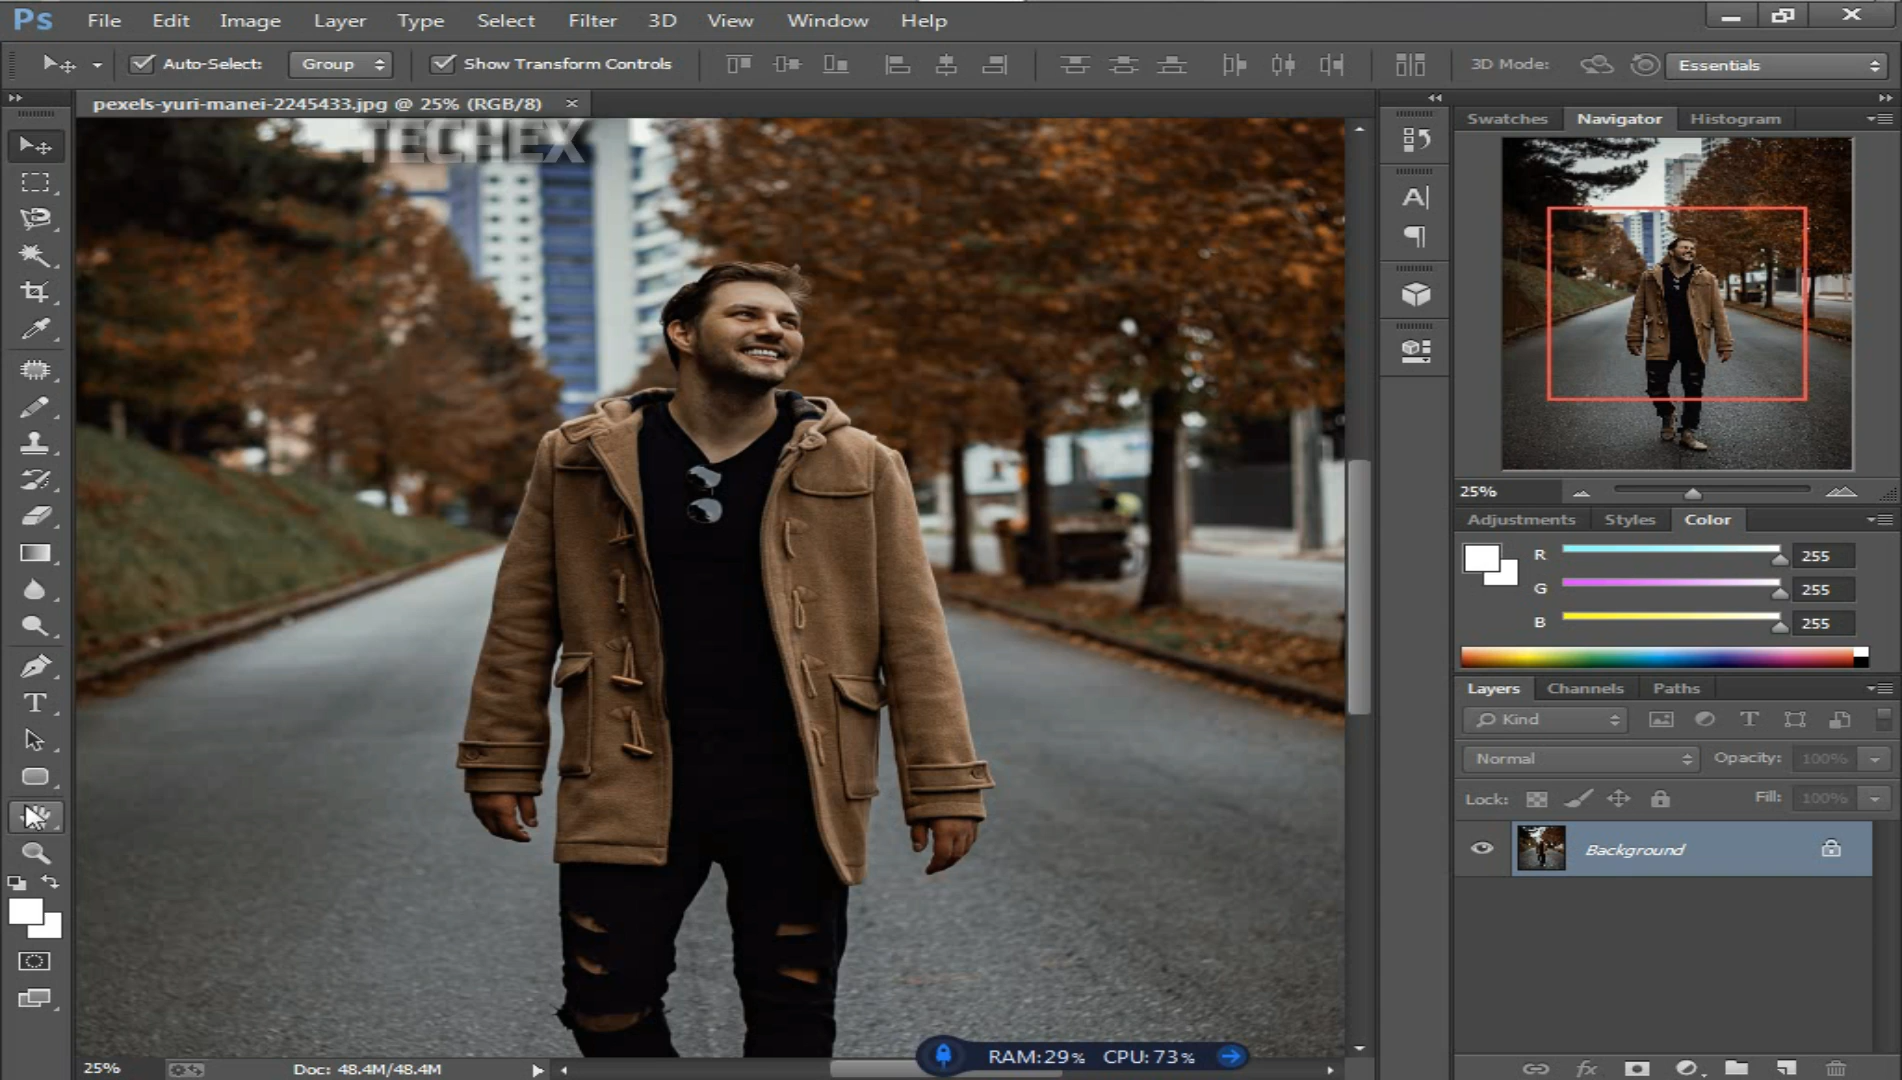 Ps File Edit Image Layer Type Select Filter 3D View Window Help
Auto-Select: Group Show Transform Controls 3D Mode: Essentials
pexels-yuri-manei-2245433.jpg @ 25% (RGB/8) ×
TECHEX
Swatches Navigator Histogram
25%
Adjustments Styles Color
R 255
G 255
B 255
Layers Channels Paths
Kind
Normal Opacity: 100%
Lock: Fill: 100%
Background
RAM:29% CPU:73%
25% Doc: 48.4M/48.4M